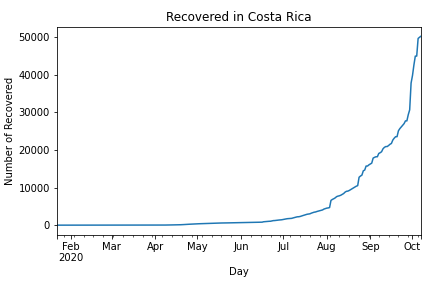 Recovered in Costa Rica
50000
40000
30000
20000
10000
0
Number of Recovered
Feb Mar Apr May Jun Jul Aug Sep Oct
2020
Day